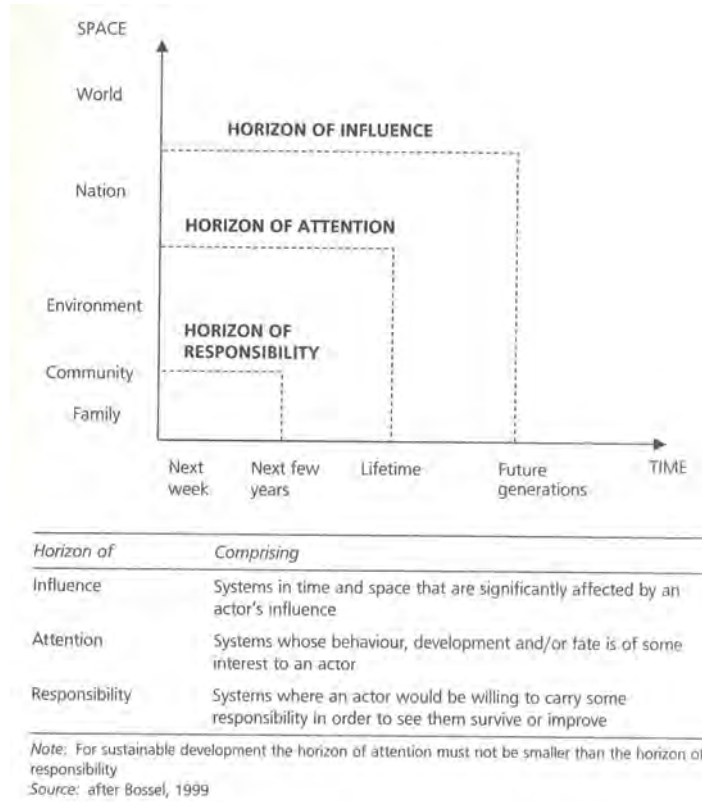 SPACE
World
HORIZON OF INFLUENCE
Nation
HORIZON OF ATTENTION
Environment
HORIZON OF
RESPONSIBILITY
Community
Family
Next Next few Lifetime Future TIME
week years generations
Horizon of Comprising
Influence Systems in time and space that are significantly affected by an
actor's influence
Attention Systems whose behaviour, development and/or fate is of some
interest to an actor
Responsibility Systems where an actor would be willing to carry some
responsibility in order to see them survive or improve
Note: For sustainable development the horizon of attention must not be smaller than the horizon of
responsibility
Source: after Bossel, 1999